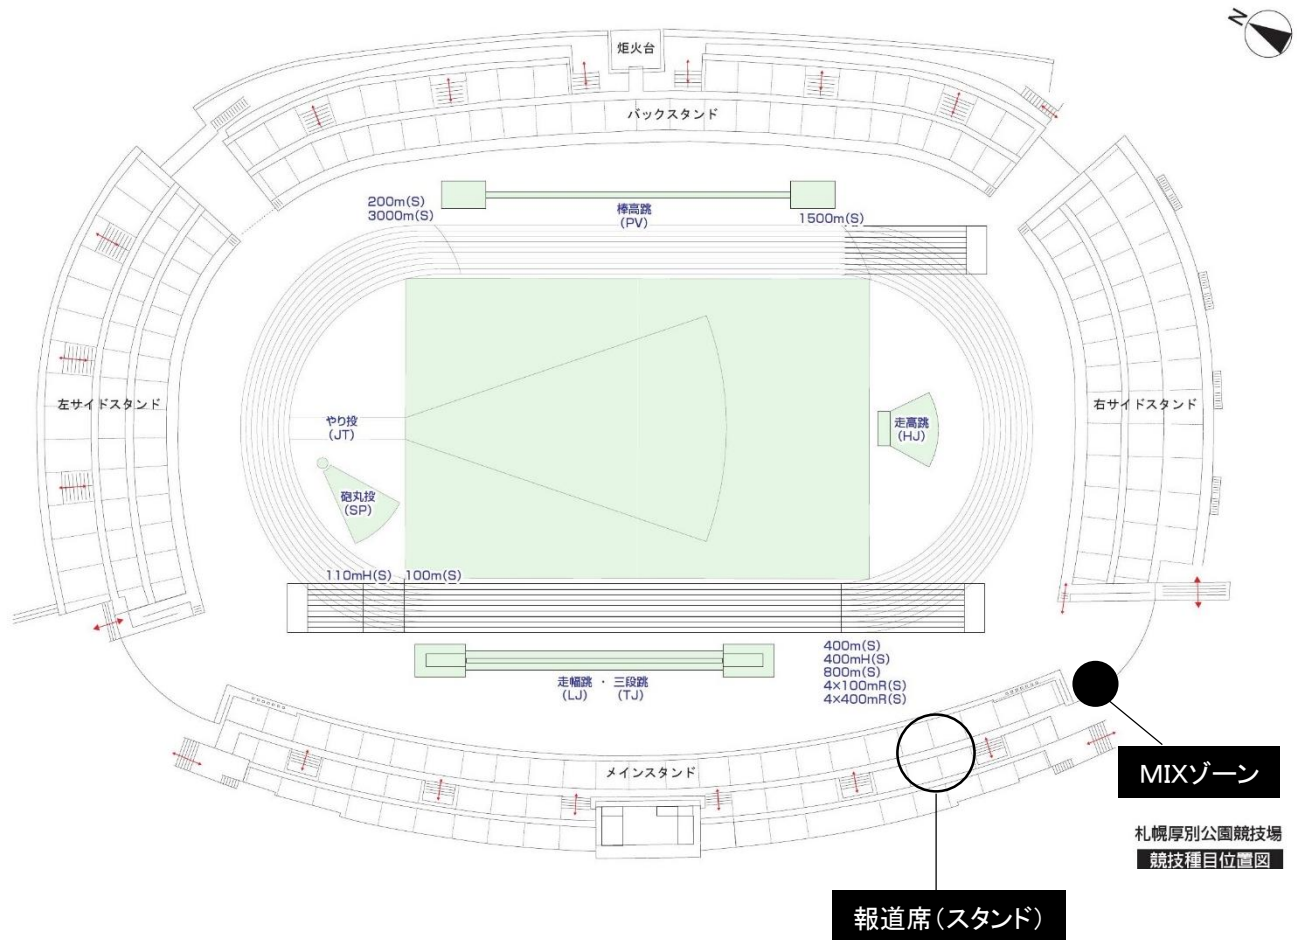 N
炬火台
バックスタンド
200m(S)
3000m(S)
棒高跳
(PV)
1500m(S)
左サイドスタンド
右サイドスタンド
やり投
(JT)
走高跳
(HJ)
砲丸投
(SP)
110mH(S)
100m(S)
走幅跳 ・ 三段跳
(LJ) (TJ)
400m(S)
400mH(S)
800m(S)
4×100mR(S)
4×400mR(S)
メインスタンド
MIXゾーン
札幌厚別公園競技場
競技種目位置図
報道席(スタンド)